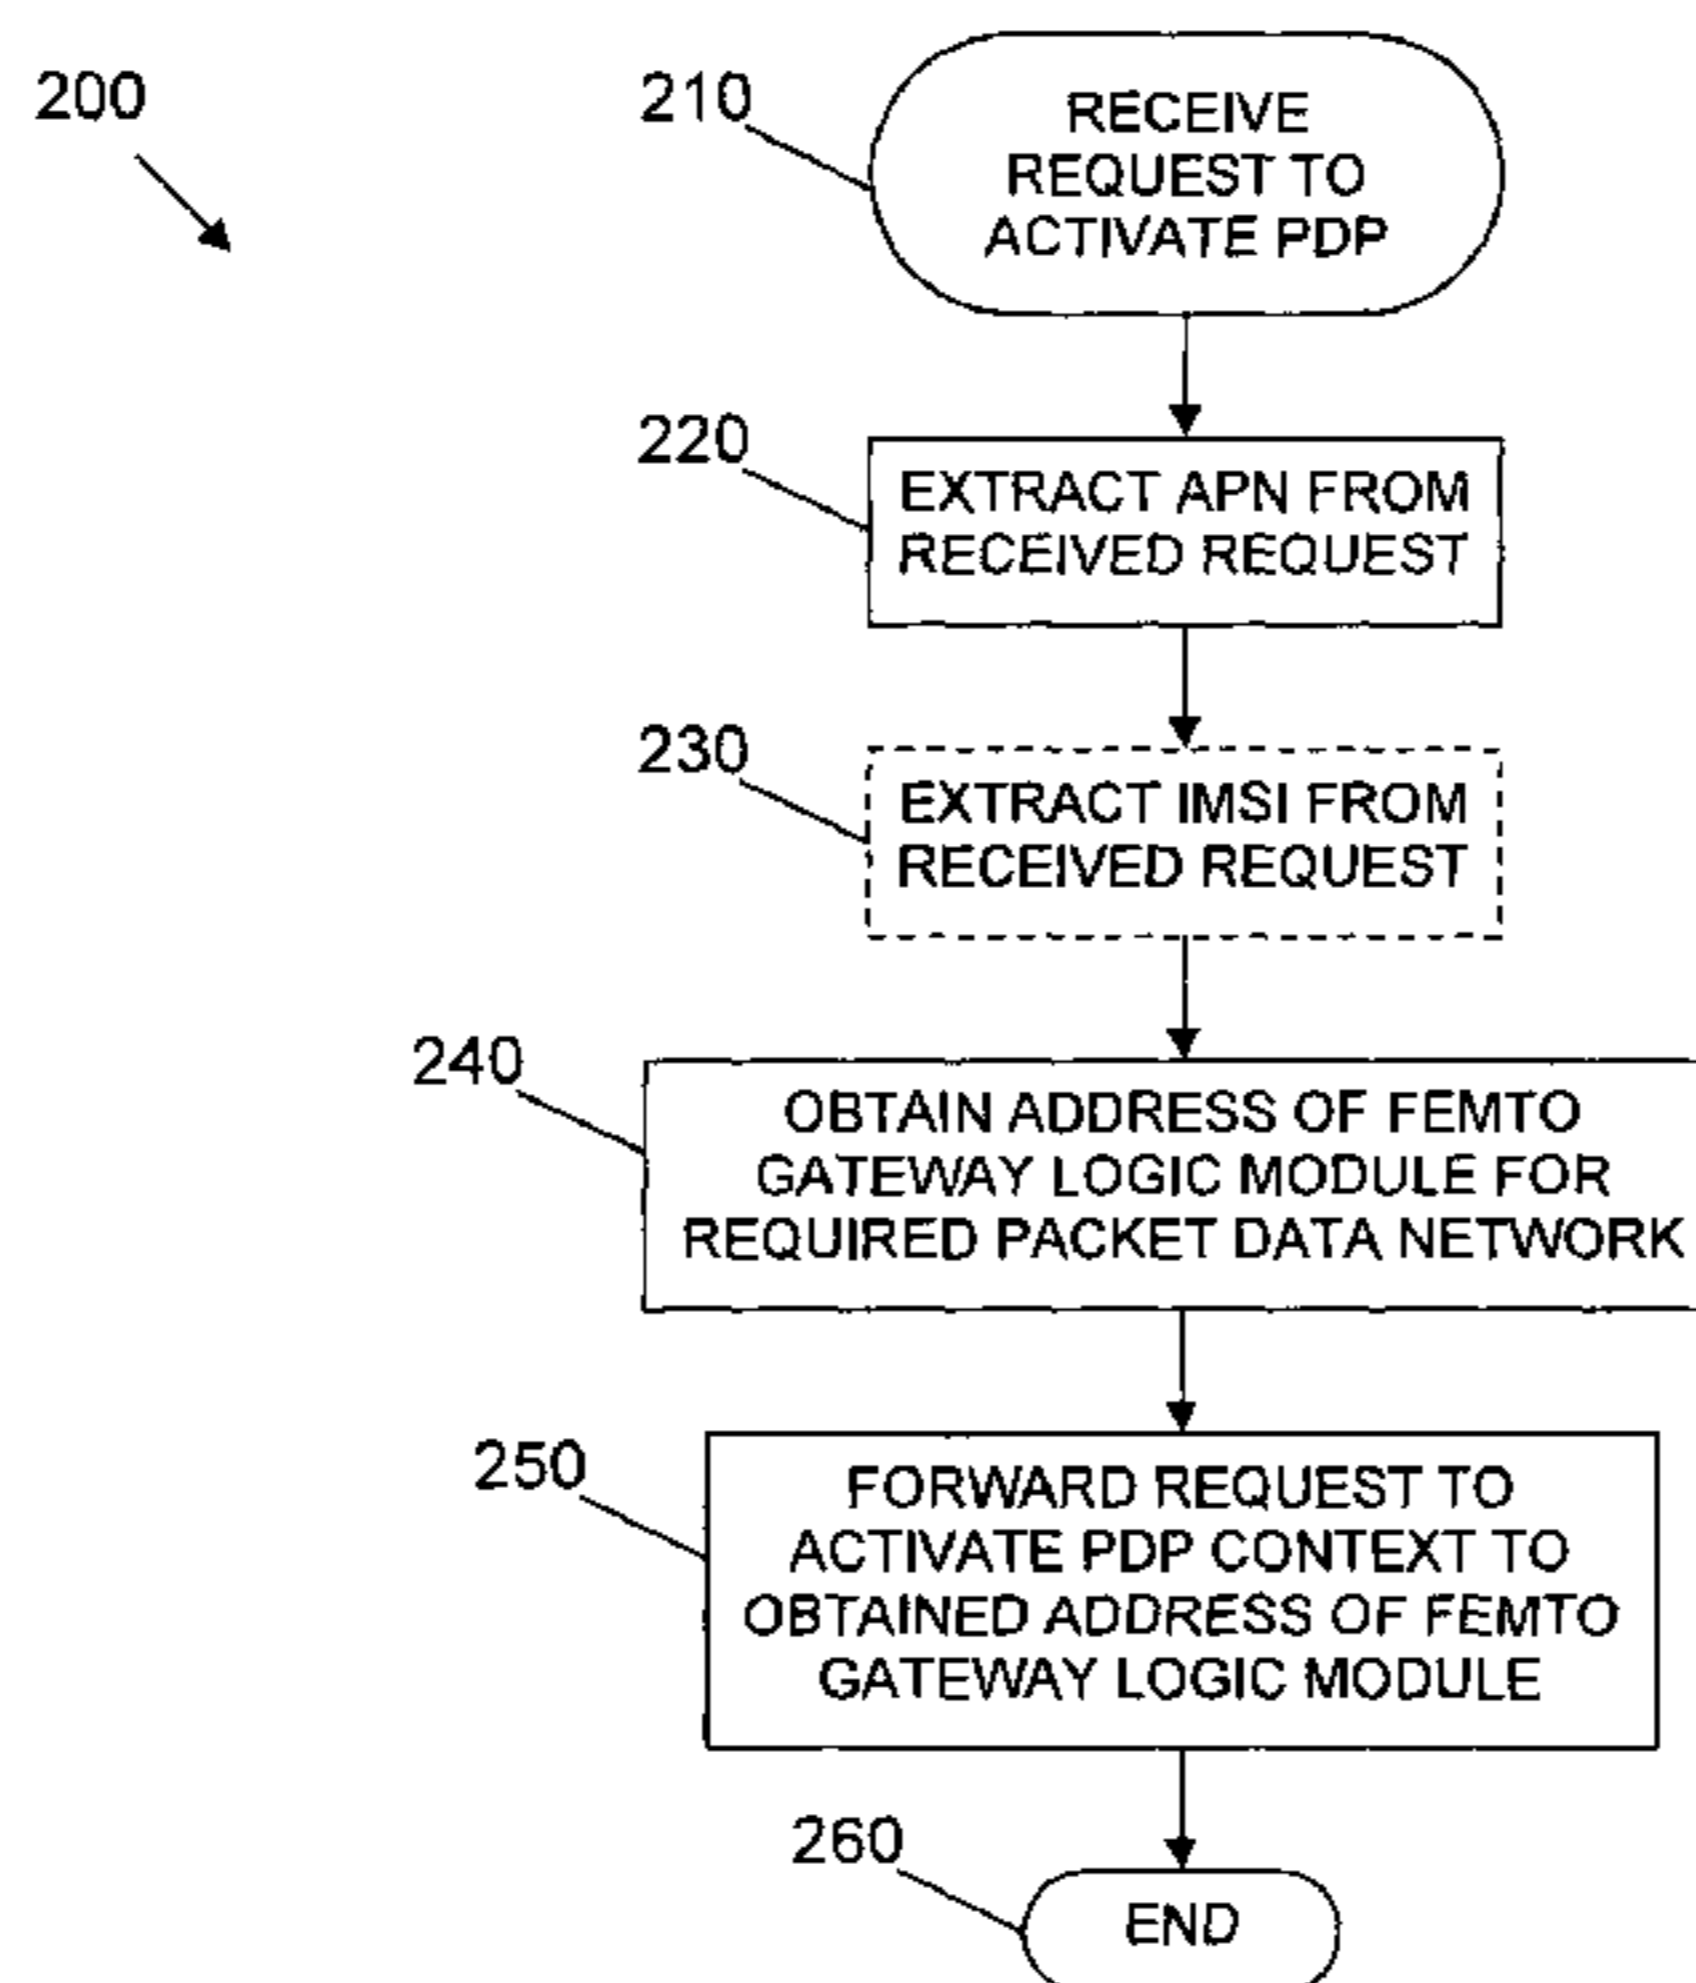 200
210
RECEIVE
REQUEST TO
ACTIVATE PDP
220
EXTRACT APN FROM
RECEIVED REQUEST
230
EXTRACT IMSI FROM
RECEIVED REQUEST
240
OBTAIN ADDRESS OF FEMTO
GATEWAY LOGIC MODULE FOR
REQUIRED PACKET DATA NETWORK
250
FORWARD REQUEST TO
ACTIVATE PDP CONTEXT TO
OBTAINED ADDRESS OF FEMTO
GATEWAY LOGIC MODULE
260
END